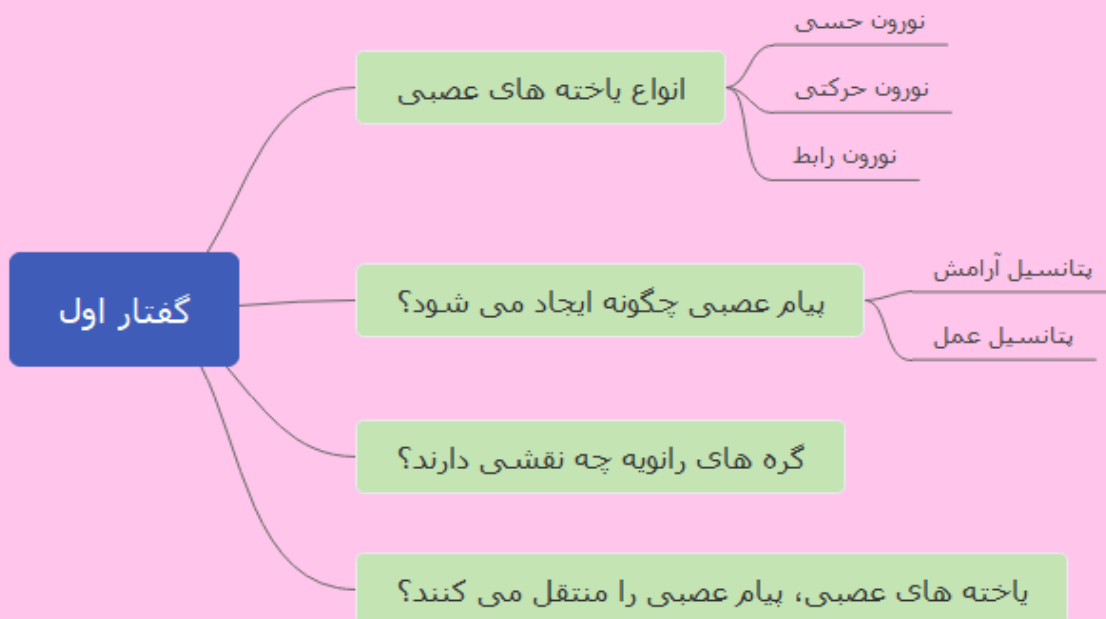 گفتار اول
انواع یاخته های عصبی
نورون حسی
نورون حرکتی
نورون رابط
پیام عصبی چگونه ایجاد می شود؟
پتانسیل آرامش
پتانسیل عمل
گره های رانویه چه نقشی دارند؟
یاخته های عصبی، پیام عصبی را منتقل می کنند؟